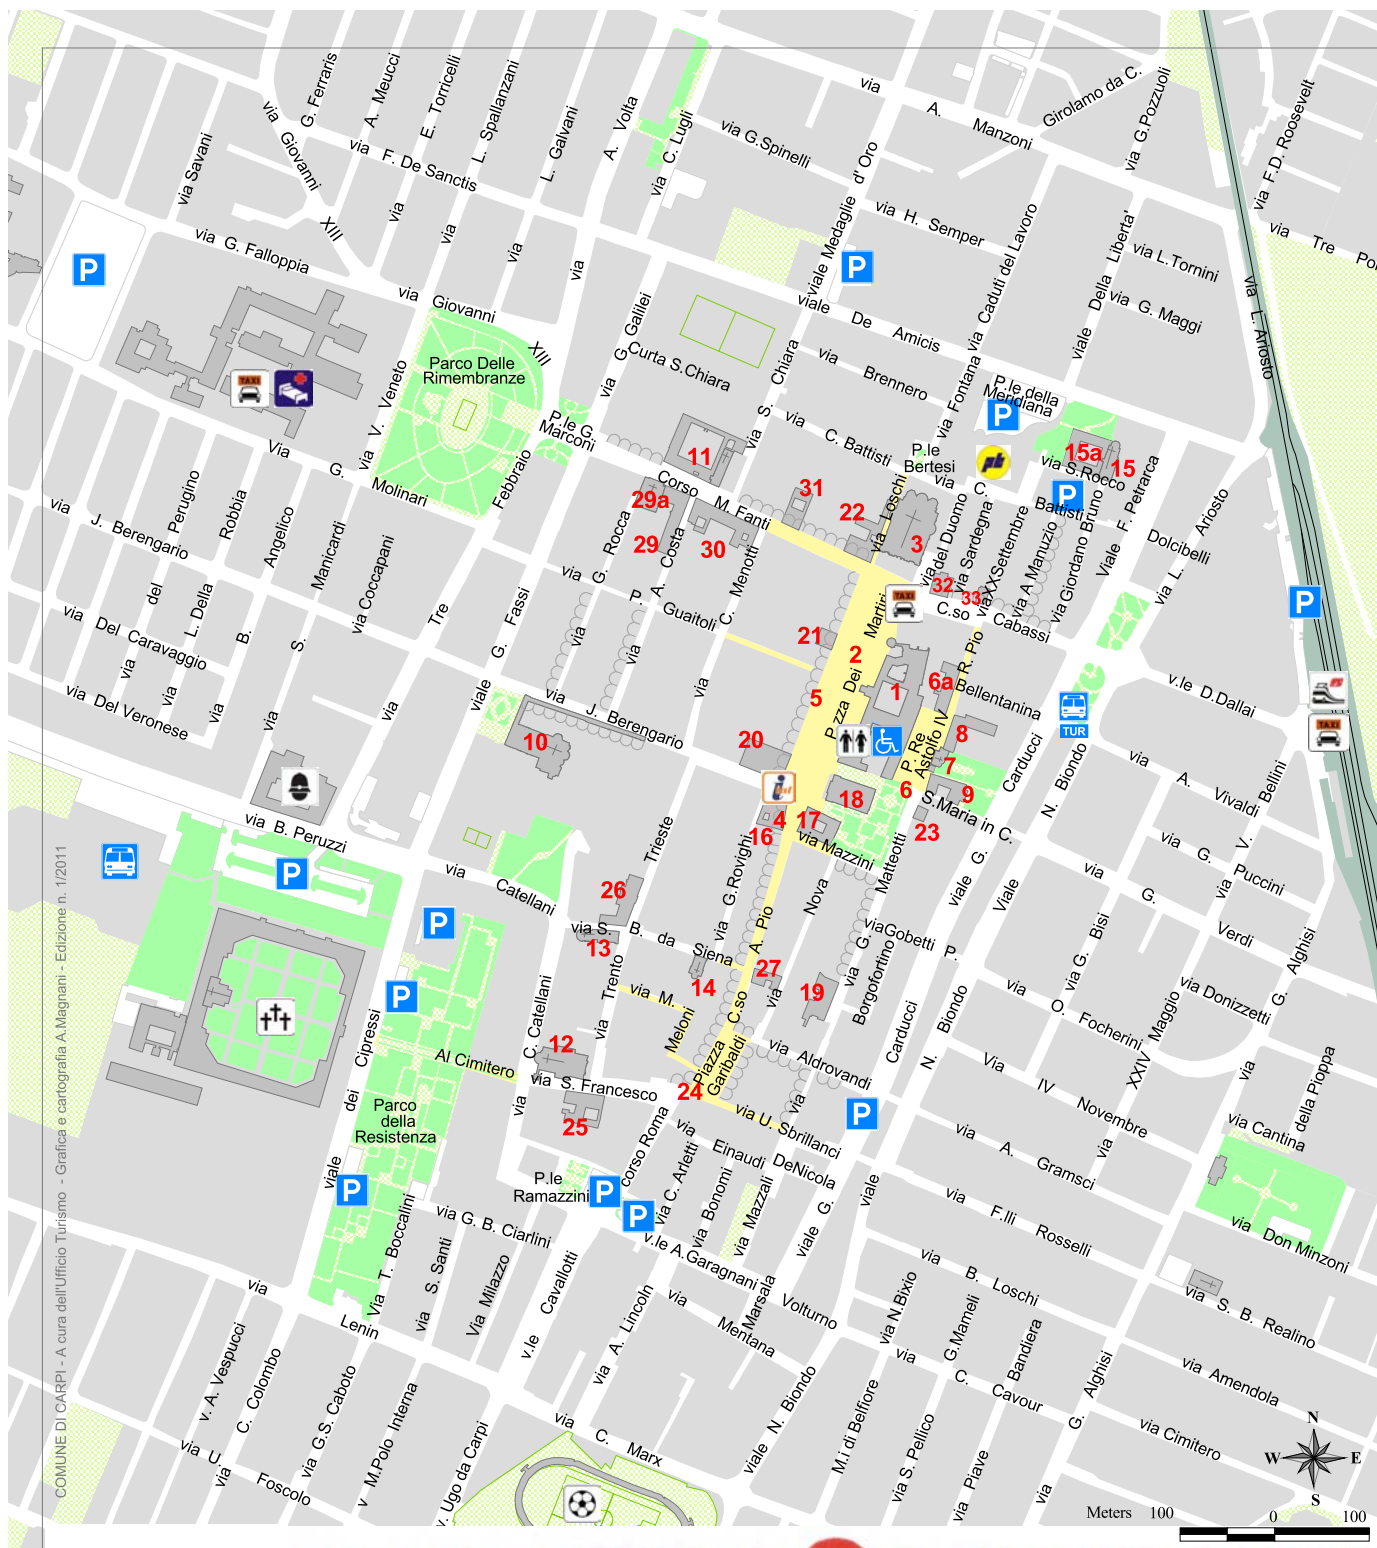 G. Ferraris
A. Meucci
E. Torricelli
L. Spallanzani
L. Galvani
A. Volta
via C. Lugli
via Giovanni XIII
via F. De Sanctis
via Savani
via
via
via
via
via G.Spinelli
via A. Manzoni
Girolamo da C.
via G.Pozzuoli
via F.D. Roosevelt
via Tre Po
viale Medaglie d'Oro
via H. Semper
via Caduti del Lavoro
viale Della Liberta'
via L.Tornini
via G. Maggi
via L. Ariosto
P
P
via G. Falloppia
via Giovanni XIII
Parco Delle
Rimembranze
via V. Veneto
via G. Galilei
Curta S.Chiara
viale De Amicis
via Brennero
via S. Chiara
via C. Battisti
via Fontana
P.le della
Meridiana
P
TAXI
P.le G.
Marconi
11
P.le
Bertesi
pt
15a
15
via S.Rocco
P
via C. Battisti
Via G. Molinari
Tre Febbraio
Corso M. Fanti
29a
29
30
31
22
3
via Loschi
via del Duomo
via Sardegna
via XXSettembre
via A Manuzio
via Giordano Bruno
Viale F. Petrarca
Dolcibelli
via L. Ariosto
via J. Berengario
del Perugino
via
L. Della Robbia
via
B. Angelico
via
S. Manicardi
via
via Coccapani
via Del Caravaggio
via Del Veronese
via G. Rocca
via A. Costa
via C. Menotti
via P. Guaitoli
viale G. Fassi
TAXI
32
33
C.so Cabassi
P
21
2
5
P.zza Dei Martiri
1
6a
R. Pio
Bellentanina
8
7
9
6
P. Re Astolfo IV
v.le D.Dallai
TUR
TAXI
via J. Berengario
10
20
18
4
17
16
via Mazzini
S.Maria in C.
23
Carducci
N. Biondo
via A. Vivaldi
V. Bellini
via
via G. Puccini
via G. Verdi
via B. Peruzzi
P
via Catellani
P
26
via S. B. da Siena
13
Trieste
via G.Rovighi
14
C.so A. Pio
27
via Nova
19
via G. Matteotti
Borgofortino
viale G.
Viale
viaGobetti P.
via G. Bisi
via Donizzetti
G. Alghisi
via
via O. Focherini
XXIV Maggio
via
Via IV Novembre
della Pioppa
via Cantina
P
viale dei Cipressi
Al Cimitero
Parco
della
Resistenza
C. Catellani
via
via Trento
12
via M. Meloni
Piazza
Garibaldi
24
via Aldrovandi
via S. Francesco
25
via U. Sbrillanci
via
P
Carducci
N. Biondo
viale
via A. Gramsci
via F.lli Rosselli
via Don Minzoni
via Einaudi DeNicola
P.le
Ramazzini
P
P
corso Roma
via C. Arletti
via Bonomi
via Mazzali
viale G.
P
Via T. Boccalini
via G. B. Ciarlini
via S. Santi
Via Milazzo
v.le Cavallotti
v.le A.Garagnani
Volturno
via A. Lincoln
via Mentana
Marsala
via B. Loschi
via N.Bixio
G.Mameli
Bandiera
via S. B. Realino
via Amendola
via C. Cavour
via Cimitero
via G. Alghisi
via Lenin
v. A. Vespucci
via C. Colombo
via G.S. Caboto
v M.Polo Interna
v. Ugo da Carpi
via U. Foscolo
via C. Marx
viale N. Biondo
M.i di Belfiore
via S. Pellico
via Piave
N
W E
S
Meters 100 0 100
COMUNE DI CARPI - A cura dell'Ufficio Turismo - Grafica e cartografia A.Magnani - Edizione n. 1/2011